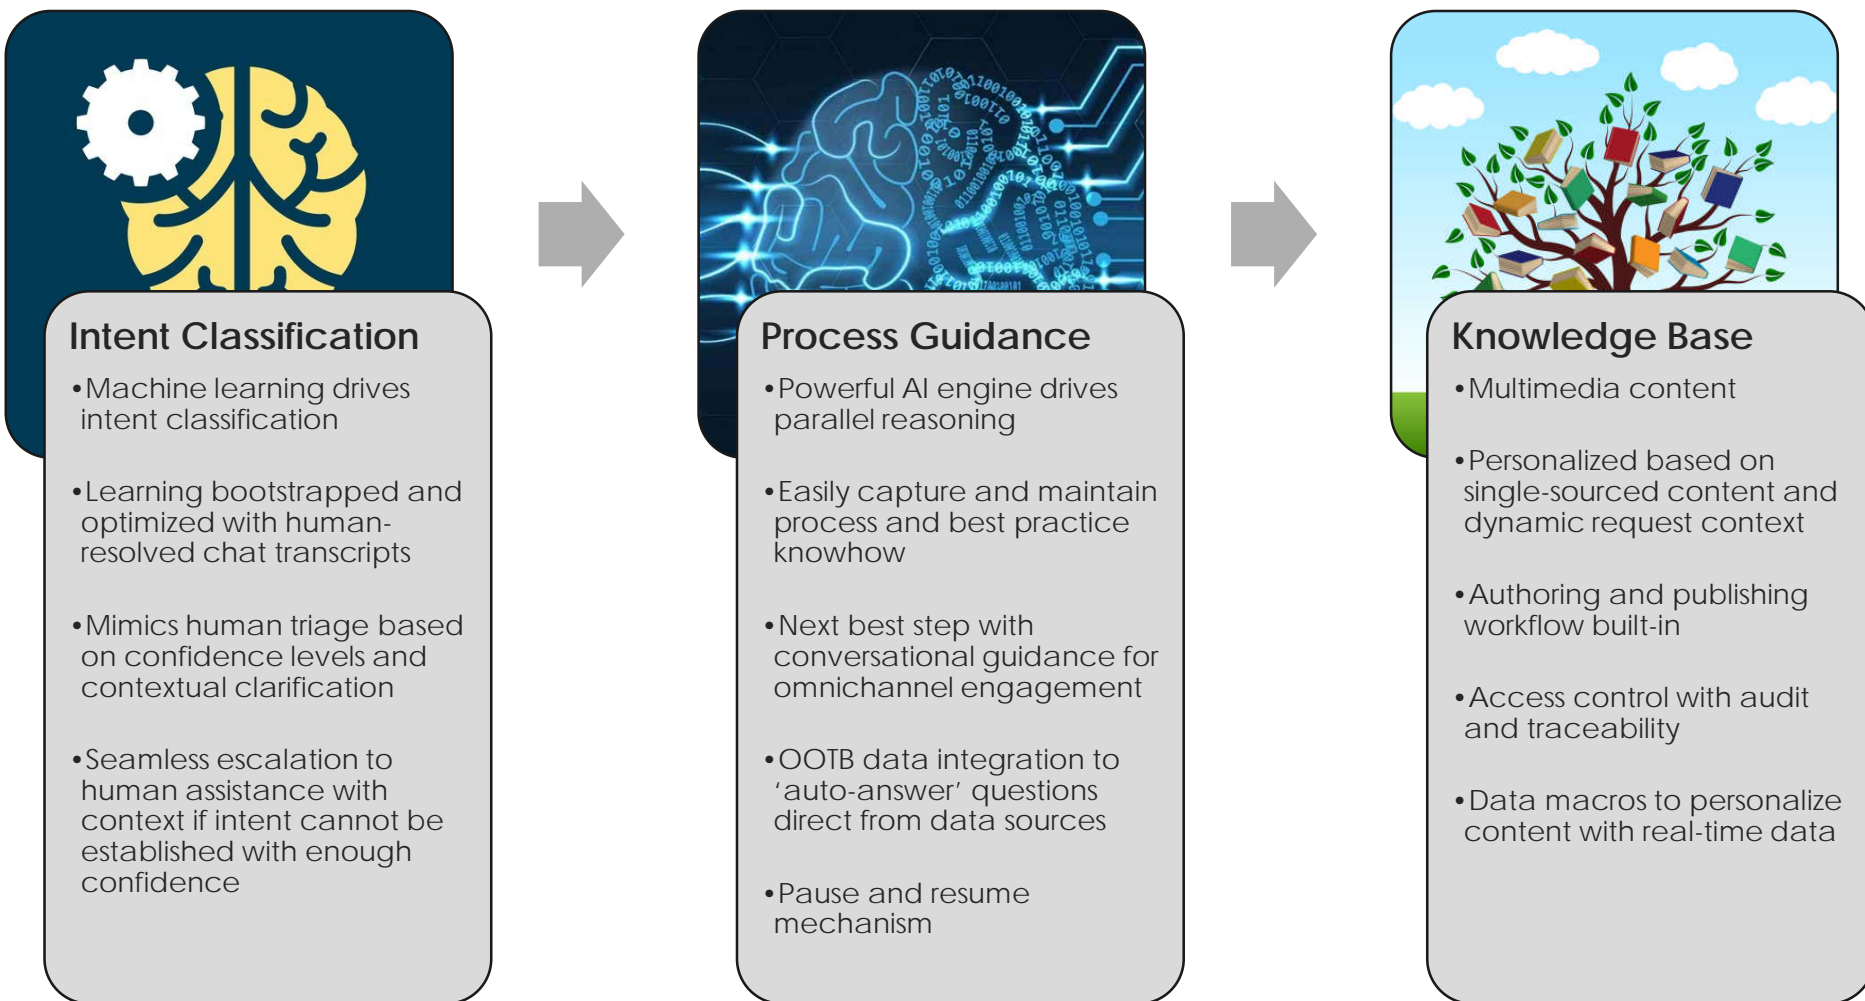 Intent Classification
•Machine learning drives
intent classification
•Learning bootstrapped and
optimized with human-
resolved chat transcripts
•Mimics human triage based
on confidence levels and
contextual clarification
•Seamless escalation to
human assistance with
context if intent cannot be
established with enough
confidence
Process Guidance
•Powerful AI engine drives
parallel reasoning
•Easily capture and maintain
process and best practice
knowhow
•Next best step with
conversational guidance for
omnichannel engagement
•OOTB data integration to
‘auto-answer’ questions
direct from data sources
•Pause and resume
mechanism
Knowledge Base
•Multimedia content
•Personalized based on
single-sourced content and
dynamic request context
•Authoring and publishing
workflow built-in
•Access control with audit
and traceability
•Data macros to personalize
content with real-time data